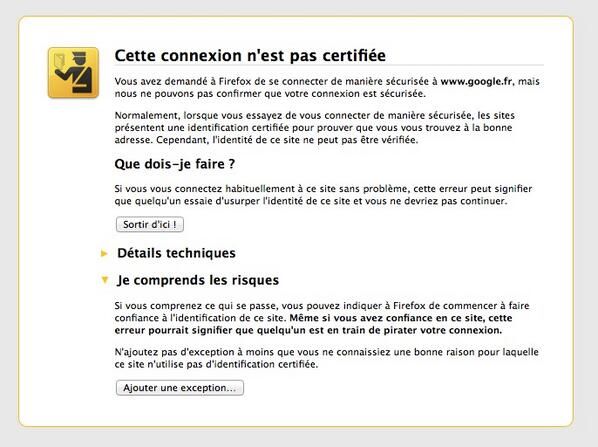 Cette connexion n'est pas certifiée
Vous avez demandé à Firefox de se connecter de manière sécurisée à www.google.fr, mais
nous ne pouvons pas confirmer que votre connexion est sécurisée.
Normalement, lorsque vous essayez de vous connecter de manière sécurisée, les sites
présentent une identification certifiée pour prouver que vous vous trouvez à la bonne
adresse. Cependant, l'identité de ce site ne peut pas être vérifiée.
Que dois-je faire ?
Si vous vous connectez habituellement à ce site sans problème, cette erreur peut signifier
que quelqu'un essaie d'usurper l'identité de ce site et vous ne devriez pas continuer.
Sortir d'ici !
Détails techniques
Je comprends les risques
Si vous comprenez ce qui se passe, vous pouvez indiquer à Firefox de commencer à faire
confiance à l'identification de ce site. Même si vous avez confiance en ce site, cette
erreur pourrait signifier que quelqu'un est en train de pirater votre connexion.
N'ajoutez pas d'exception à moins que vous ne connaissiez une bonne raison pour laquelle
ce site n'utilise pas d'identification certifiée.
Ajouter une exception...